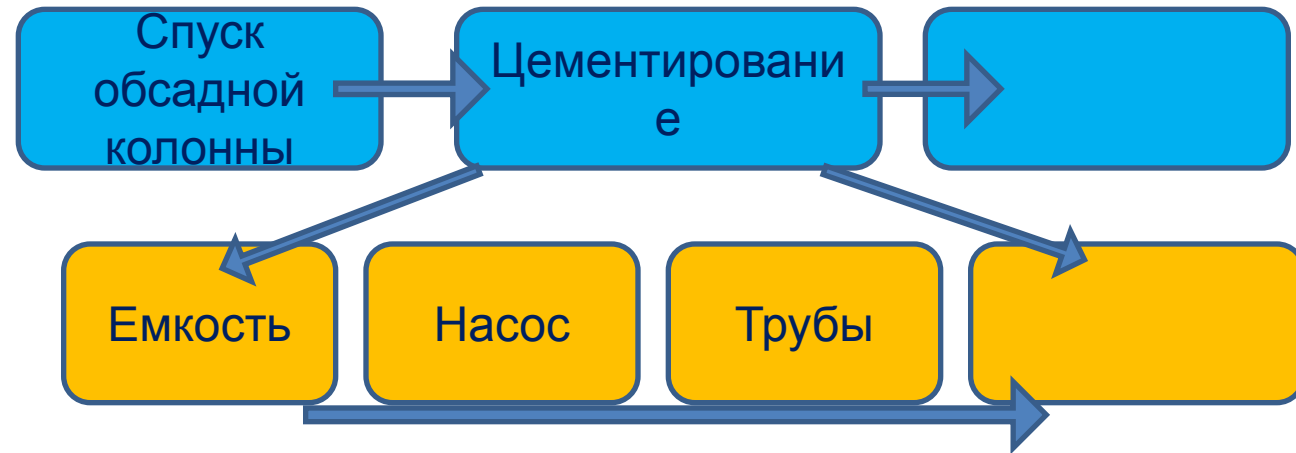 Спуск
обсадной
колонны
Цементировани
е
Емкость
Насос
Трубы